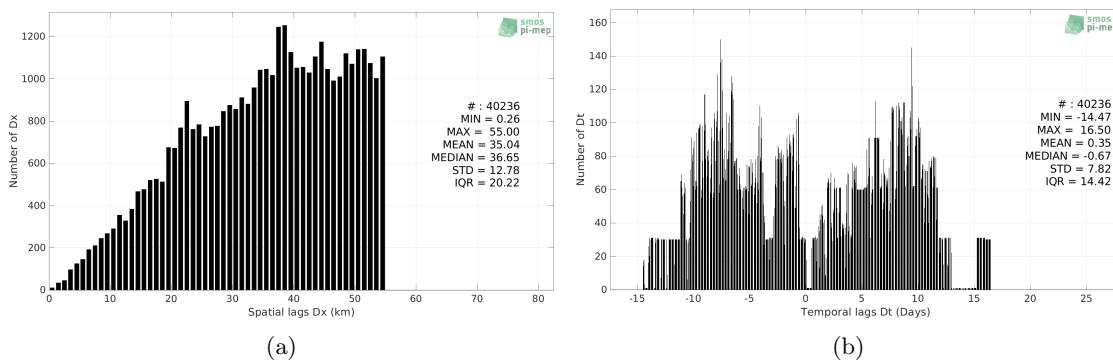 1200
1000
800
600
400
200
0
Number of Dx
0 10 20 30 40 50 60 70 80
Spatial lags Dx (km)
smos
pi-mep
# : 40236
MIN = 0.26
MAX = 55.00
MEAN = 35.04
MEDIAN = 36.65
STD = 12.78
IQR = 20.22
(a)
160
140
120
100
80
60
40
20
0
Number of Dt
-15 -10 -5 0 5 10 15 20 25
Temporal lags Dt (Days)
smos
pi-mep
# : 40236
MIN = -14.47
MAX = 16.50
MEAN = 0.35
MEDIAN = -0.67
STD = 7.82
IQR = 14.42
(b)